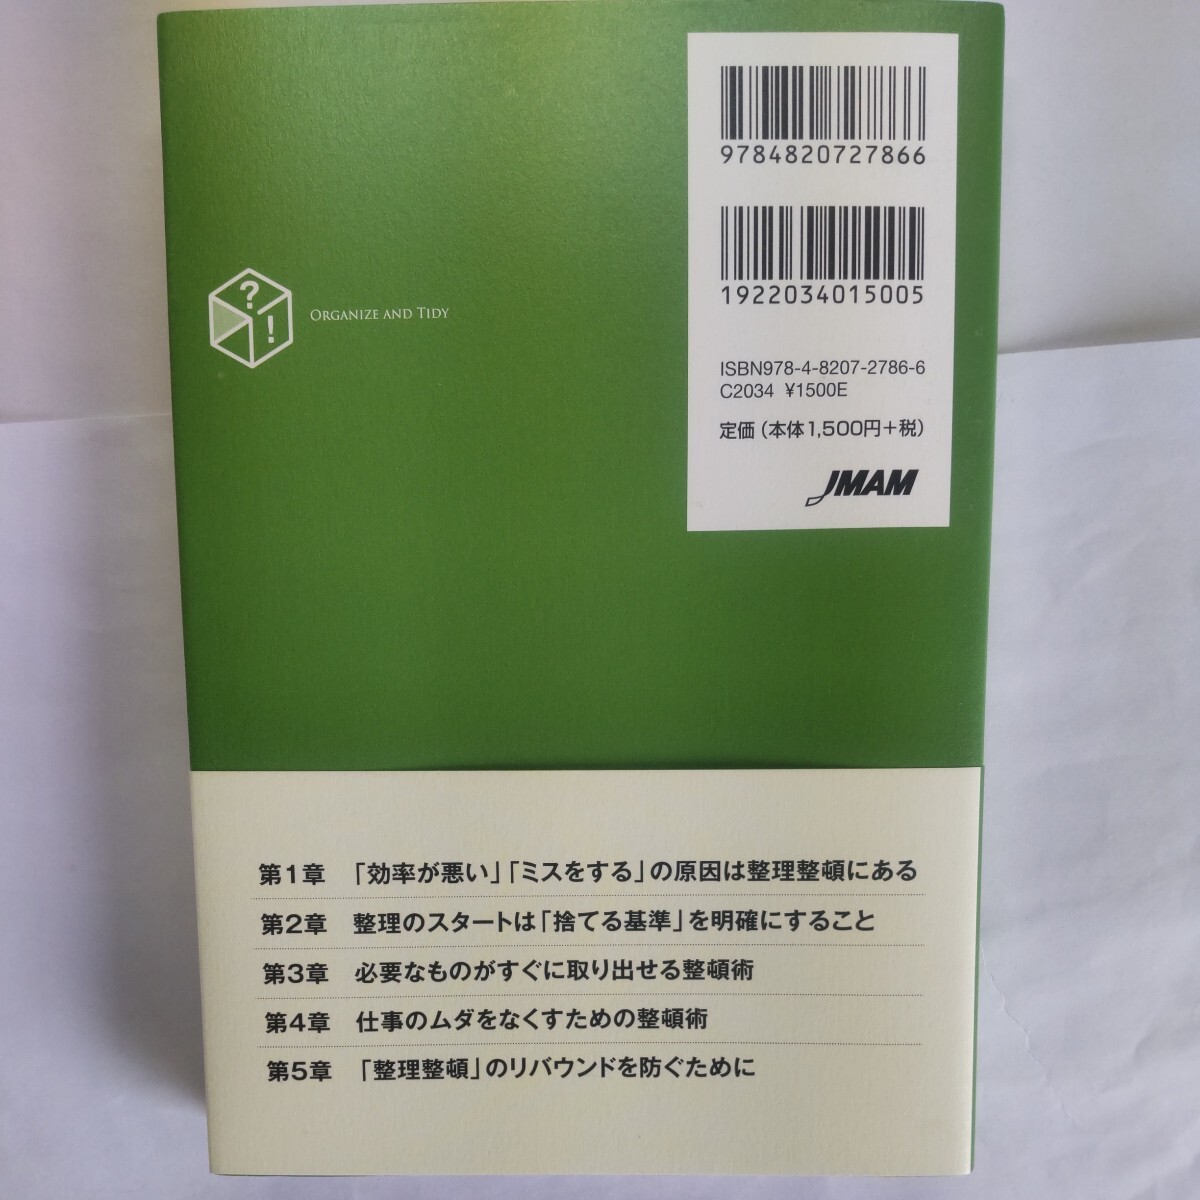 9784820727866
1922034015005
ISBN978-4-8207-2786-6
C2034 ¥1500E
定価（本体1,500円＋税）
JMAM
?
!
ORGANIZE AND TIDY
第1章 「効率が悪い」「ミスをする」の原因は整理整頓にある
第2章 整理のスタートは「捨てる基準」を明確にすること
第3章 必要なものがすぐに取り出せる整頓術
第4章 仕事のムダをなくすための整頓術
第5章 「整理整頓」のリバウンドを防ぐために